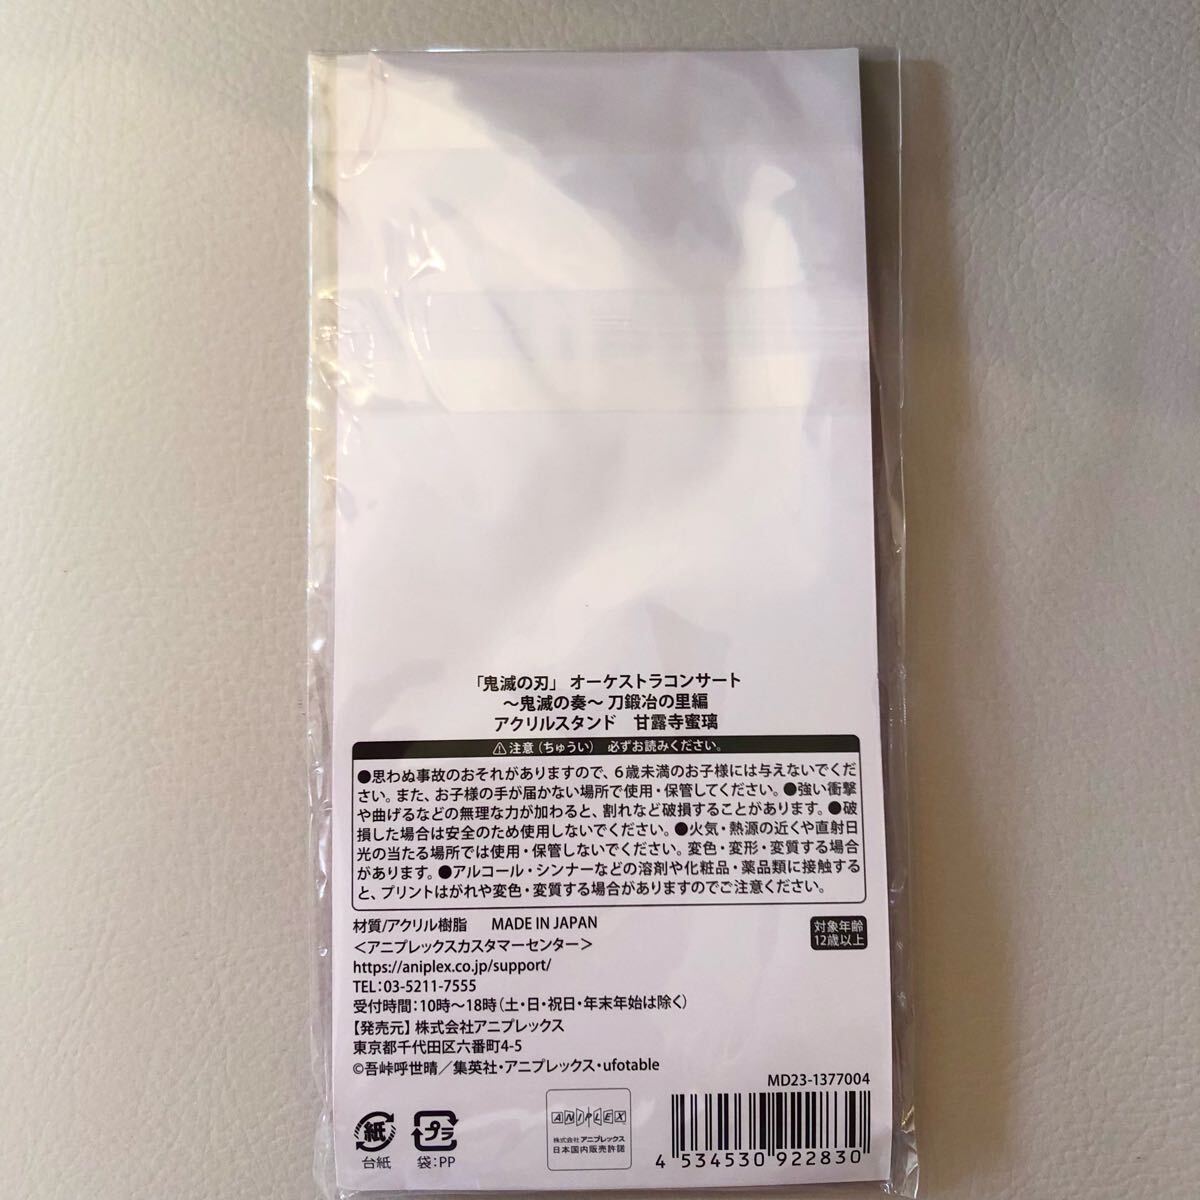 「鬼滅の刃」 オーケストラコンサート
～鬼滅の奏～ 刀鍛冶の里編
アクリルスタンド 甘露寺蜜璃
⚠注意(ちゅうい) 必ずお読みください。
●思わぬ事故のおそれがありますので、6歳未満のお子様には与えないでくだ
さい。また、お子様の手が届かない場所で使用・保管してください。●強い衝撃
や曲げるなどの無理な力が加わると、割れなど破損することがあります。●破
損した場合は安全のため使用しないでください。●火気・熱源の近くや直射日
光の当たる場所では使用・保管しないでください。変色・変形・変質する場合
があります。●アルコール・シンナーなどの溶剤や化粧品・薬品類に接触する
と、プリントはがれや変色・変質する場合がありますのでご注意ください。
材質/アクリル樹脂 MADE IN JAPAN
対象年齢
12歳以上
＜アニプレックスカスタマーセンター＞
https://aniplex.co.jp/support/
TEL:03-5211-7555
受付時間:10時～18時(土・日・祝日・年末年始は除く)
【発売元】株式会社アニプレックス
東京都千代田区六番町4-5
©吾峠呼世晴／集英社・アニプレックス・ufotable
MD23-1377004
紙
台紙
プラ
袋:PP
ANIPLEX
株式会社 アニプレックス
日本国内販売許諾
4 534530 922830